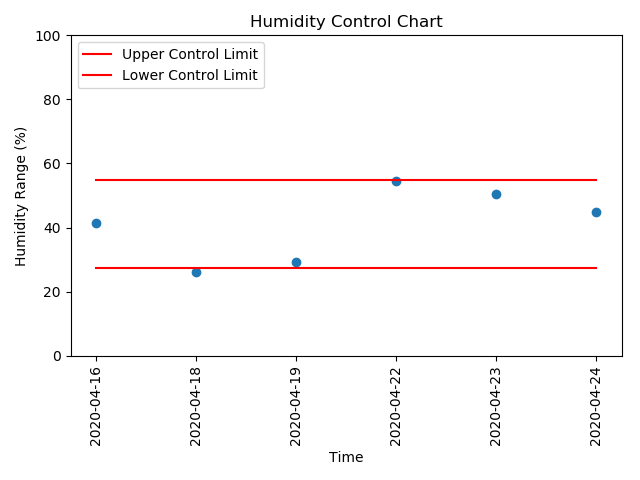 Humidity Control Chart
Upper Control Limit
Lower Control Limit
Humidity Range (%)
100
80
60
40
20
0
2020-04-16
2020-04-18
2020-04-19
2020-04-22
2020-04-23
2020-04-24
Time